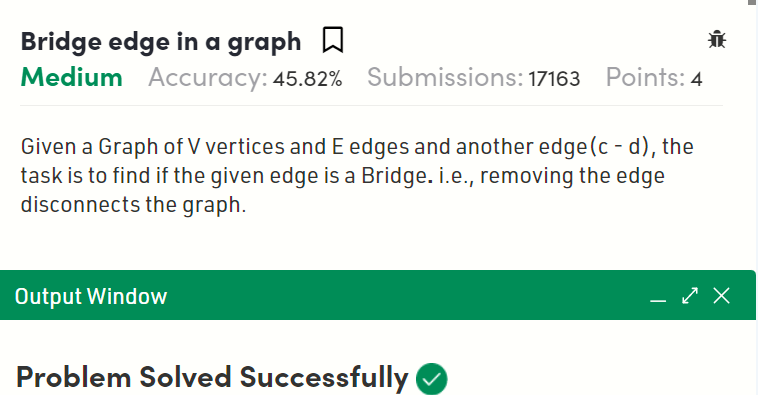 Bridge edge in a graph
Medium Accuracy: 45.82% Submissions: 17163 Points: 4
Given a Graph of V vertices and E edges and another edge(c - d), the
task is to find if the given edge is a Bridge. i.e., removing the edge
disconnects the graph.
Output Window
Problem Solved Successfully